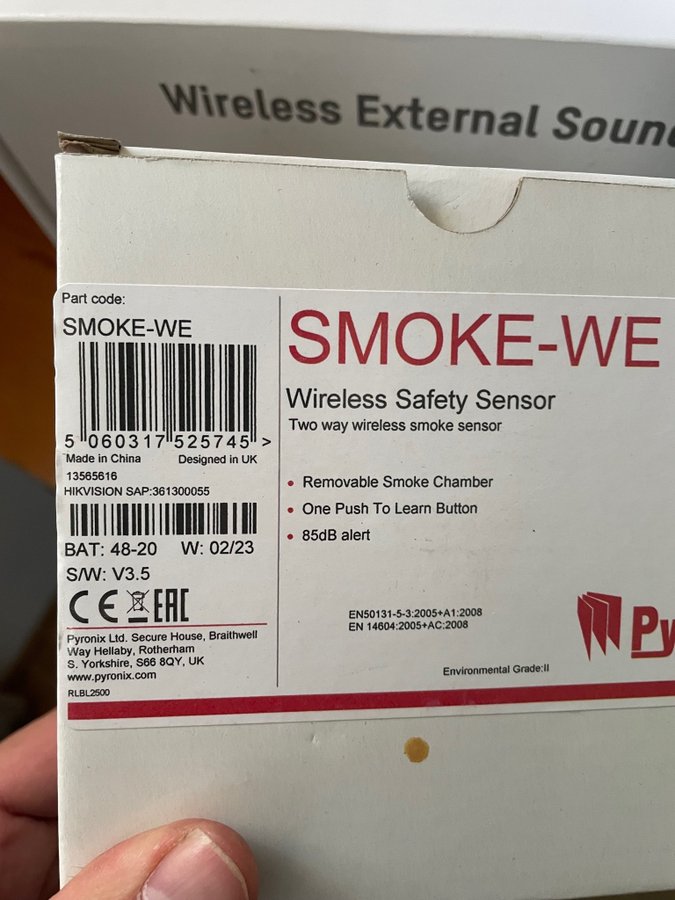 Wireless External
Part code:
SMOKE-WE
5 060317 525745 >
Made in China Designed in UK
13565616
HIKVISION SAP:361300055
BAT: 48-20 W: 02/23
S/W: V3.5
CE EAC
Pyronix Ltd. Secure House, Braithwell
Way Hellaby, Rotherham
S. Yorkshire, S66 8QY, UK
www.pyronix.com
RLBL2500
SMOKE-WE
Wireless Safety Sensor
Two way wireless smoke sensor
• Removable Smoke Chamber
• One Push To Learn Button
• 85dB alert
EN50131-5-3:2005+A1:2008
EN 14604:2005+AC:2008
Py
Environmental Grade:II